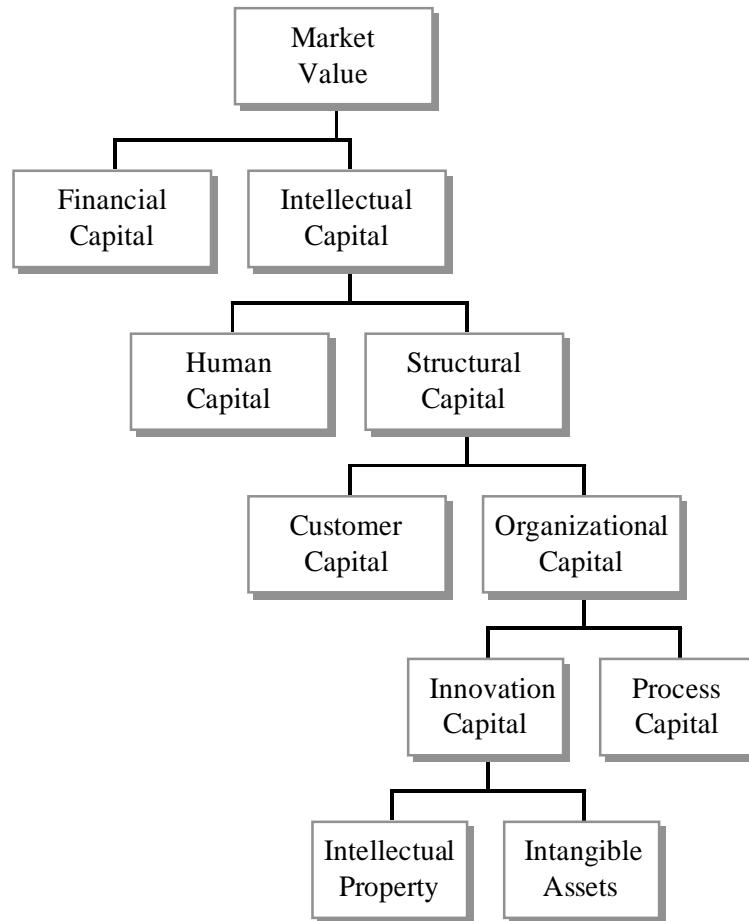 Market
Value
Financial
Capital
Intellectual
Capital
Human
Capital
Structural
Capital
Customer
Capital
Organizational
Capital
Innovation
Capital
Process
Capital
Intellectual
Property
Intangible
Assets